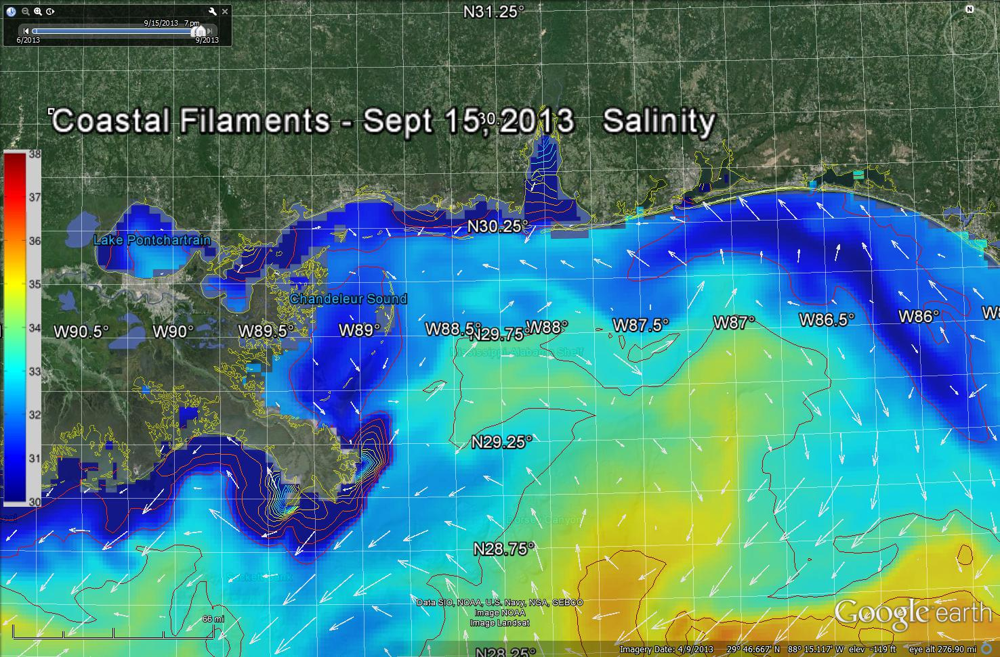 N31.25°
N
9/15/2013 7 pm
6/2013
9/2013
Coastal Filaments - Sept 15, 2013 Salinity
38
37
36
35
34
33
32
31
30
N30.25°
Lake Pontchartrain
Chandeleur Sound
W90.5°
W90°
W89.5°
W89°
W88.5°
N29.75°
W88°
W87.5°
W87°
W86.5°
W86°
Mississippi-Alabama Shelf
N29.25°
Dorsey Canyon
N28.75°
Sackett Bank
Data SIO, NOAA, U.S. Navy, NGA, GEBCO
Image NOAA
Image Landsat
Google earth
66 mi
N28.25°
Imagery Date: 4/9/2013 29° 46.667' N 88° 15.117' W elev -119 ft eye alt 276.90 mi